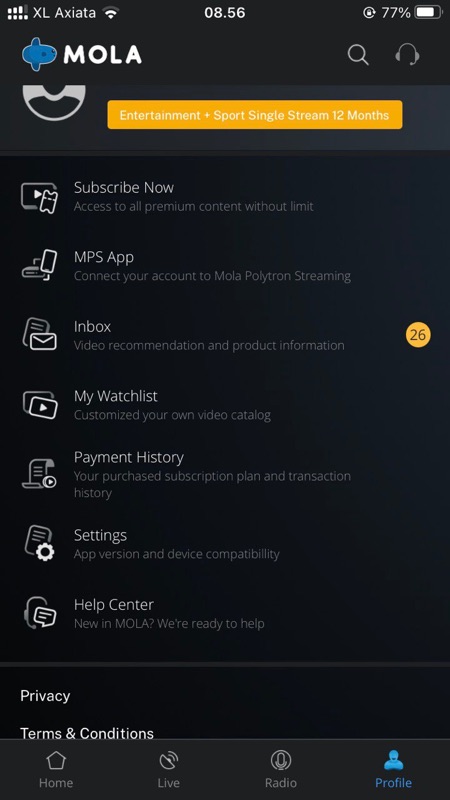 XL Axiata
08.56
77%
MOLA
Entertainment + Sport Single Stream 12 Months
Subscribe Now
Access to all premium content without limit
MPS App
Connect your account to Mola Polytron Streaming
Inbox
Video recommendation and product information
26
My Watchlist
Customized your own video catalog
Payment History
Your purchased subscription plan and transaction
history
Settings
App version and device compatibillity
Help Center
New in MOLA? We're ready to help
Privacy
Terms & Conditions
Home
Live
Radio
Profile